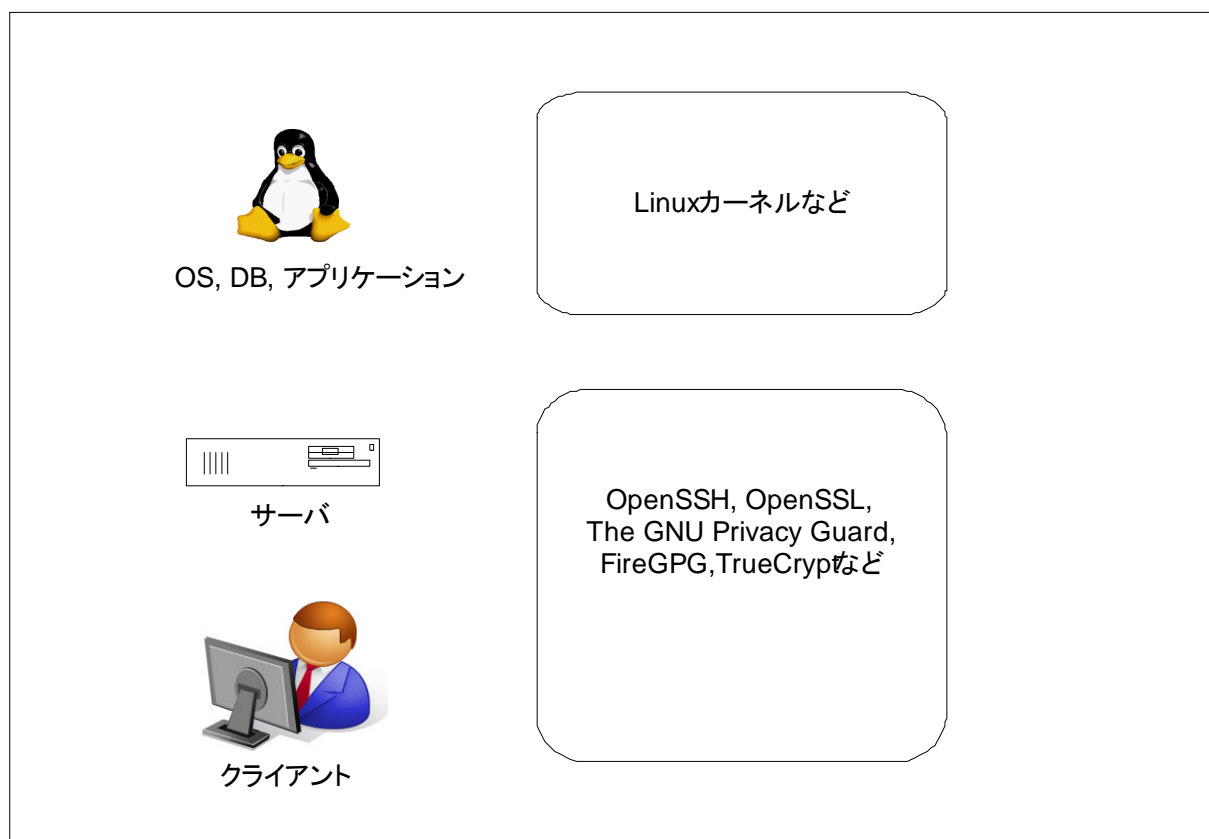 Linuxカーネルなど
OS, DB, アプリケーション
サーバ
OpenSSH, OpenSSL,
The GNU Privacy Guard,
FireGPG,TrueCryptなど
クライアント